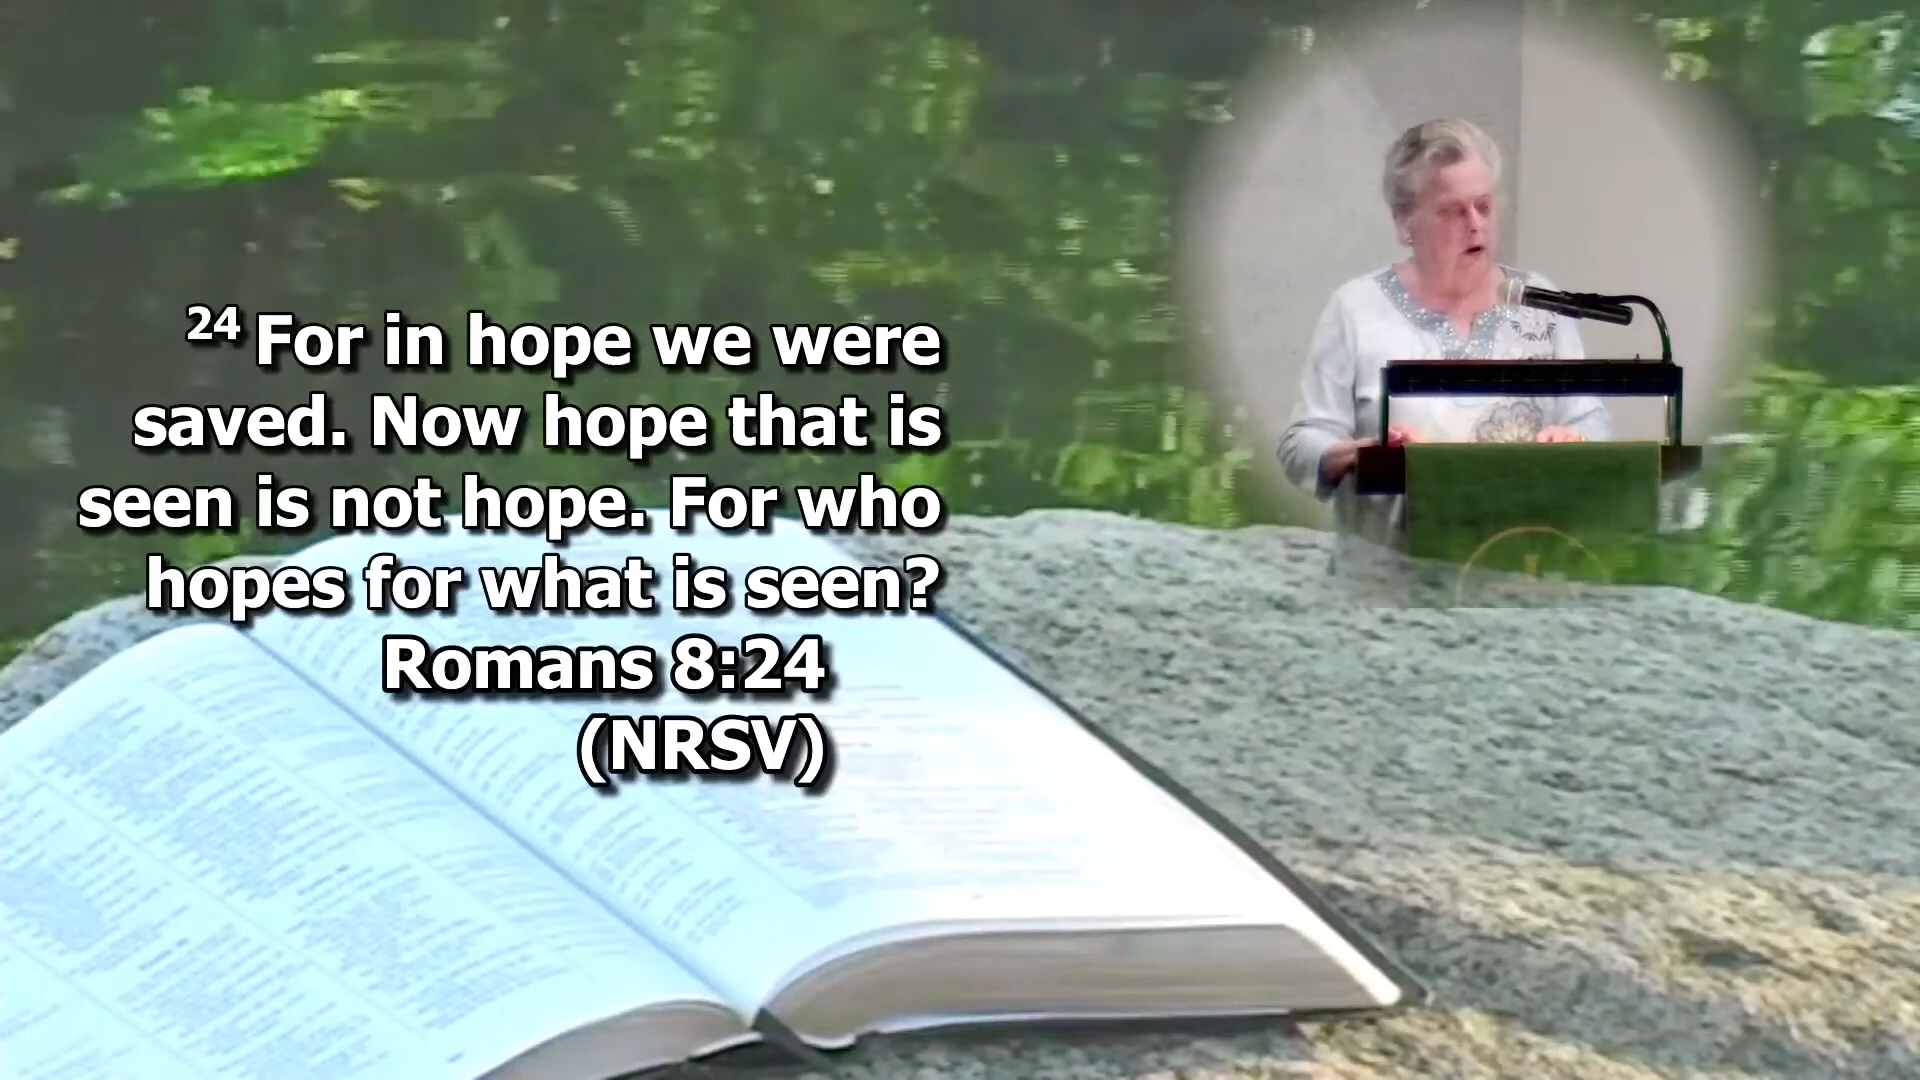 24 For in hope we were
saved. Now hope that is
seen is not hope. For who
hopes for what is seen?
Romans 8:24
(NRSV)